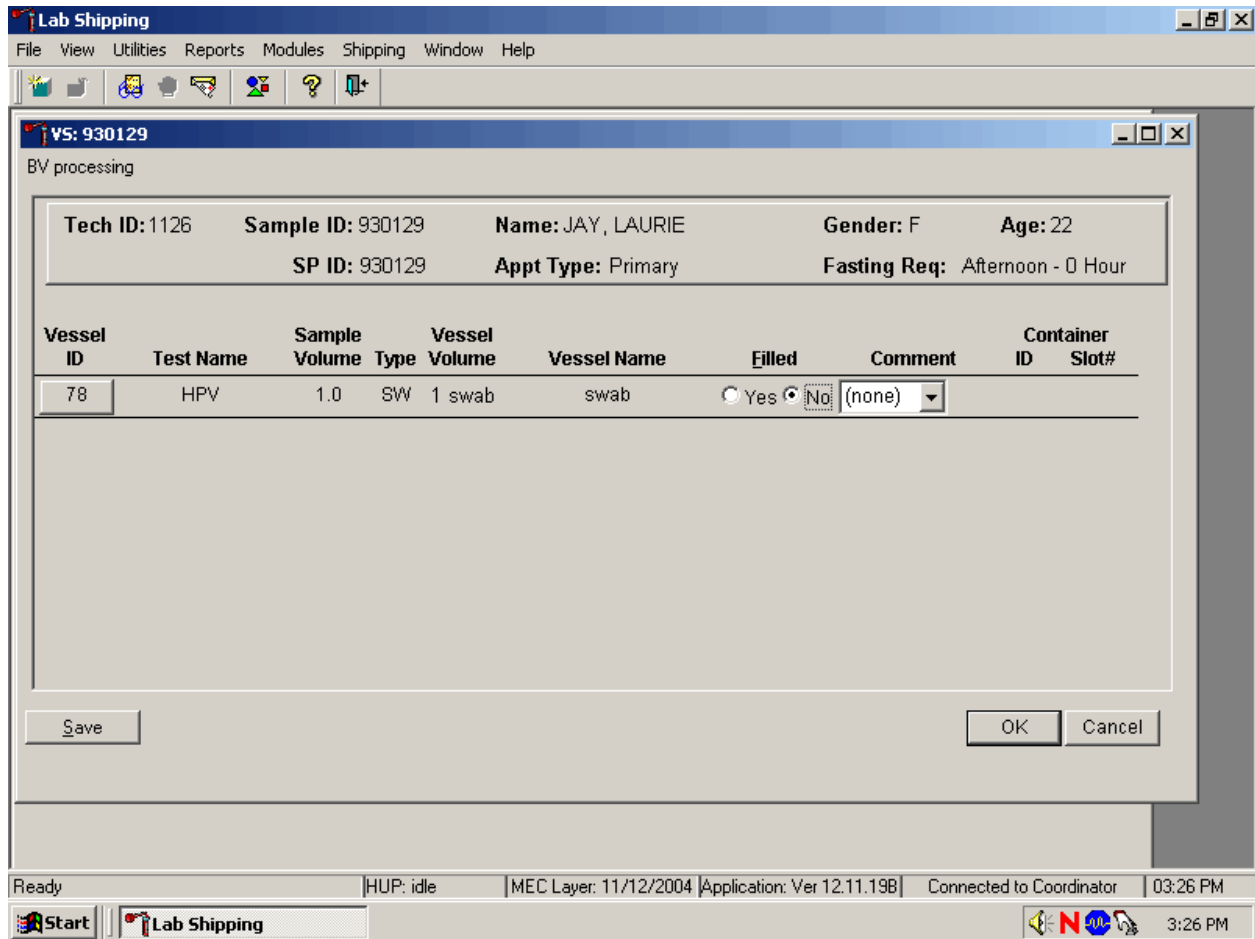 Lab Shipping
File View Utilities Reports Modules Shipping Window Help
VS: 930129
BV processing
Tech ID: 1126 Sample ID: 930129 Name: JAY, LAURIE Gender: F Age: 22
SP ID: 930129 Appt Type: Primary Fasting Req: Afternoon - 0 Hour
Vessel Sample Vessel Container
ID Test Name Volume Type Volume Vessel Name Filled Comment ID Slot#
78 HPV 1.0 SW 1 swab swab Yes No (none)
Save OK Cancel
Ready HUP: idle MEC Layer: 11/12/2004 Application: Ver 12.11.19B Connected to Coordinator 03:26 PM
Start Lab Shipping N 3:26 PM